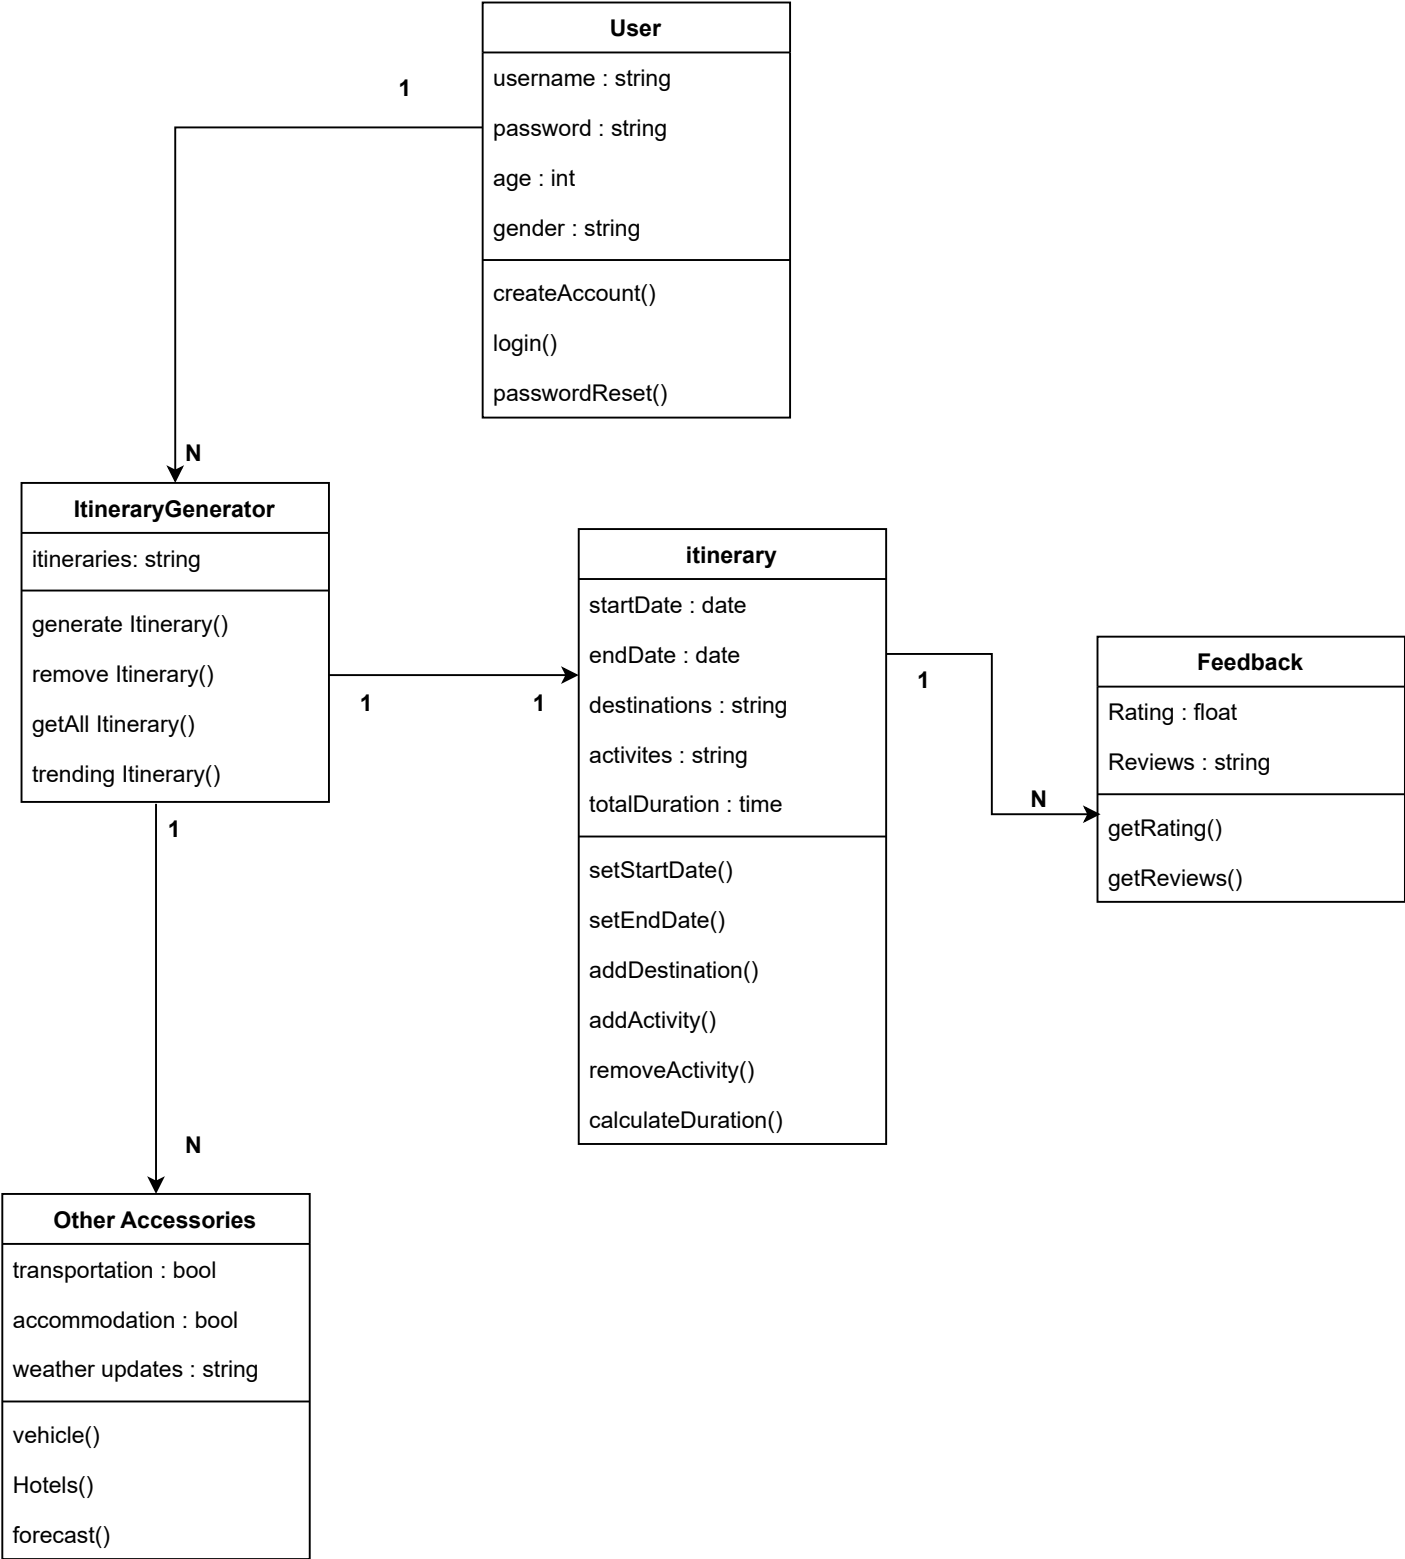 User
username : string
password : string
age : int
gender : string
createAccount()
login()
passwordReset()
1
N
ItineraryGenerator
itineraries: string
generate Itinerary()
remove Itinerary()
getAll Itinerary()
trending Itinerary()
1
1
itinerary
startDate : date
endDate : date
destinations : string
activites : string
totalDuration : time
setStartDate()
setEndDate()
addDestination()
addActivity()
removeActivity()
calculateDuration()
1
N
Feedback
Rating : float
Reviews : string
getRating()
getReviews()
1
N
Other Accessories
transportation : bool
accommodation : bool
weather updates : string
vehicle()
Hotels()
forecast()